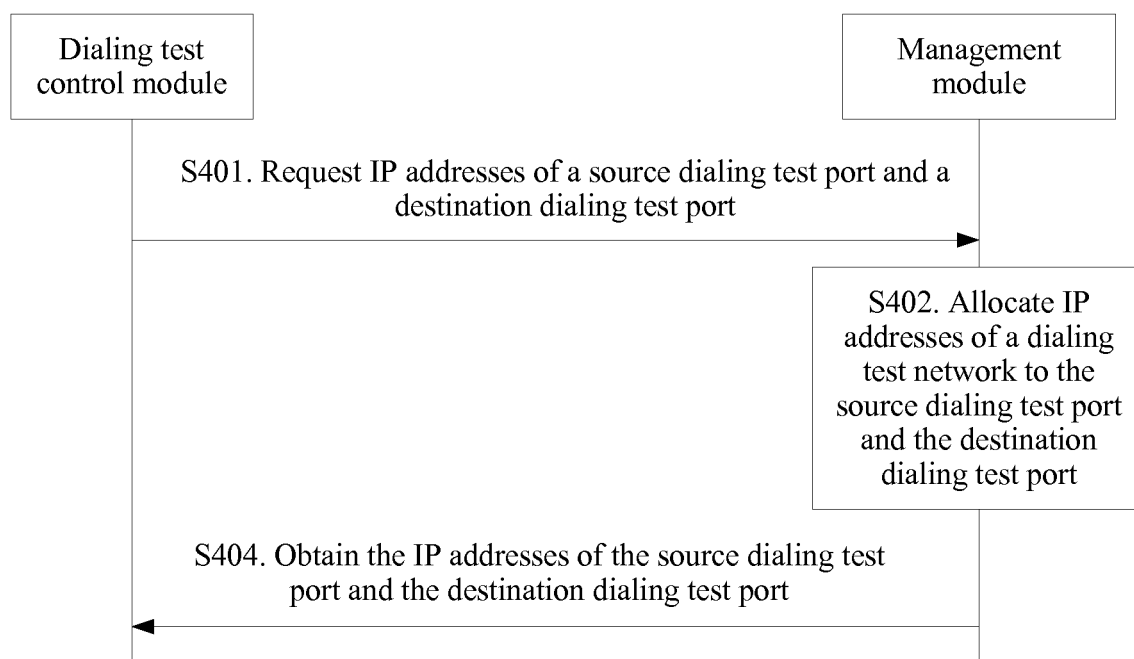 Dialing test
control module
Management
module
S401. Request IP addresses of a source dialing test port and a
destination dialing test port
S402. Allocate IP
addresses of a dialing
test network to the
source dialing test port
and the destination
dialing test port
S404. Obtain the IP addresses of the source dialing test
port and the destination dialing test port